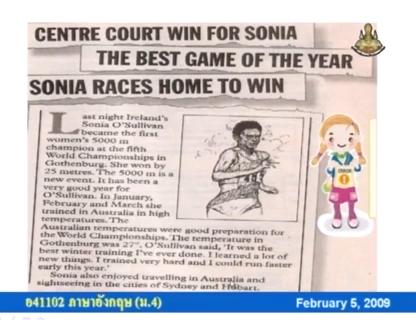 CENTRE COURT WIN FOR SONIA
THE BEST GAME OF THE YEAR
SONIA RACES HOME TO WIN
Last night Ireland's
Sonia O'Sullivan
became the first
women's 5000 m
champion at the fifth
World Championships in
Gothenburg. She won by
25 metres. The 5000 m is a
new event. It has been a
very good year for
O'Sullivan. In January,
February and March she
trained in Australia in high
temperatures. The
Australian temperatures were good preparation for
the World Championships. The temperature in
Gothenburg was 27°. O'Sullivan said, 'It was the
best winter training I've ever done. I learned a lot of
new things. I trained very hard and I could run faster
early this year.'
Sonia also enjoyed travelling in Australia and
sightseeing in the cities of Sydney and Hobart.
อ41102 ภาษาอังกฤษ (ม.4)
February 5, 2009